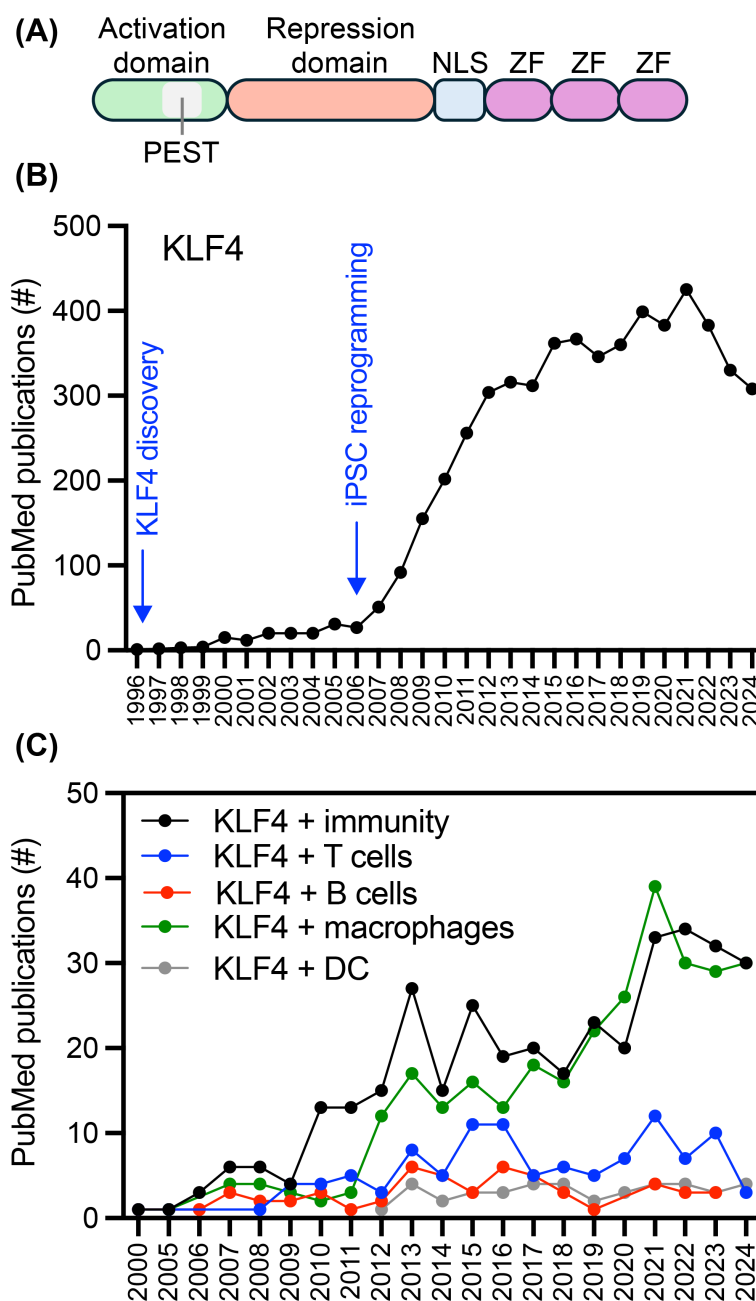 (A)
Activation
domain
Repression
domain
NLS
ZF
ZF
ZF
PEST
(B)
KLF4
PubMed publications (#)
500
400
300
200
100
0
KLF4 discovery
iPSC reprogramming
1996
1997
1998
1999
2000
2001
2002
2003
2004
2005
2006
2007
2008
2009
2010
2011
2012
2013
2014
2015
2016
2017
2018
2019
2020
2021
2022
2023
2024
(C)
PubMed publications (#)
50
40
30
20
10
0
KLF4 + immunity
KLF4 + T cells
KLF4 + B cells
KLF4 + macrophages
KLF4 + DC
2000
2005
2006
2007
2008
2009
2010
2011
2012
2013
2014
2015
2016
2017
2018
2019
2020
2021
2022
2023
2024